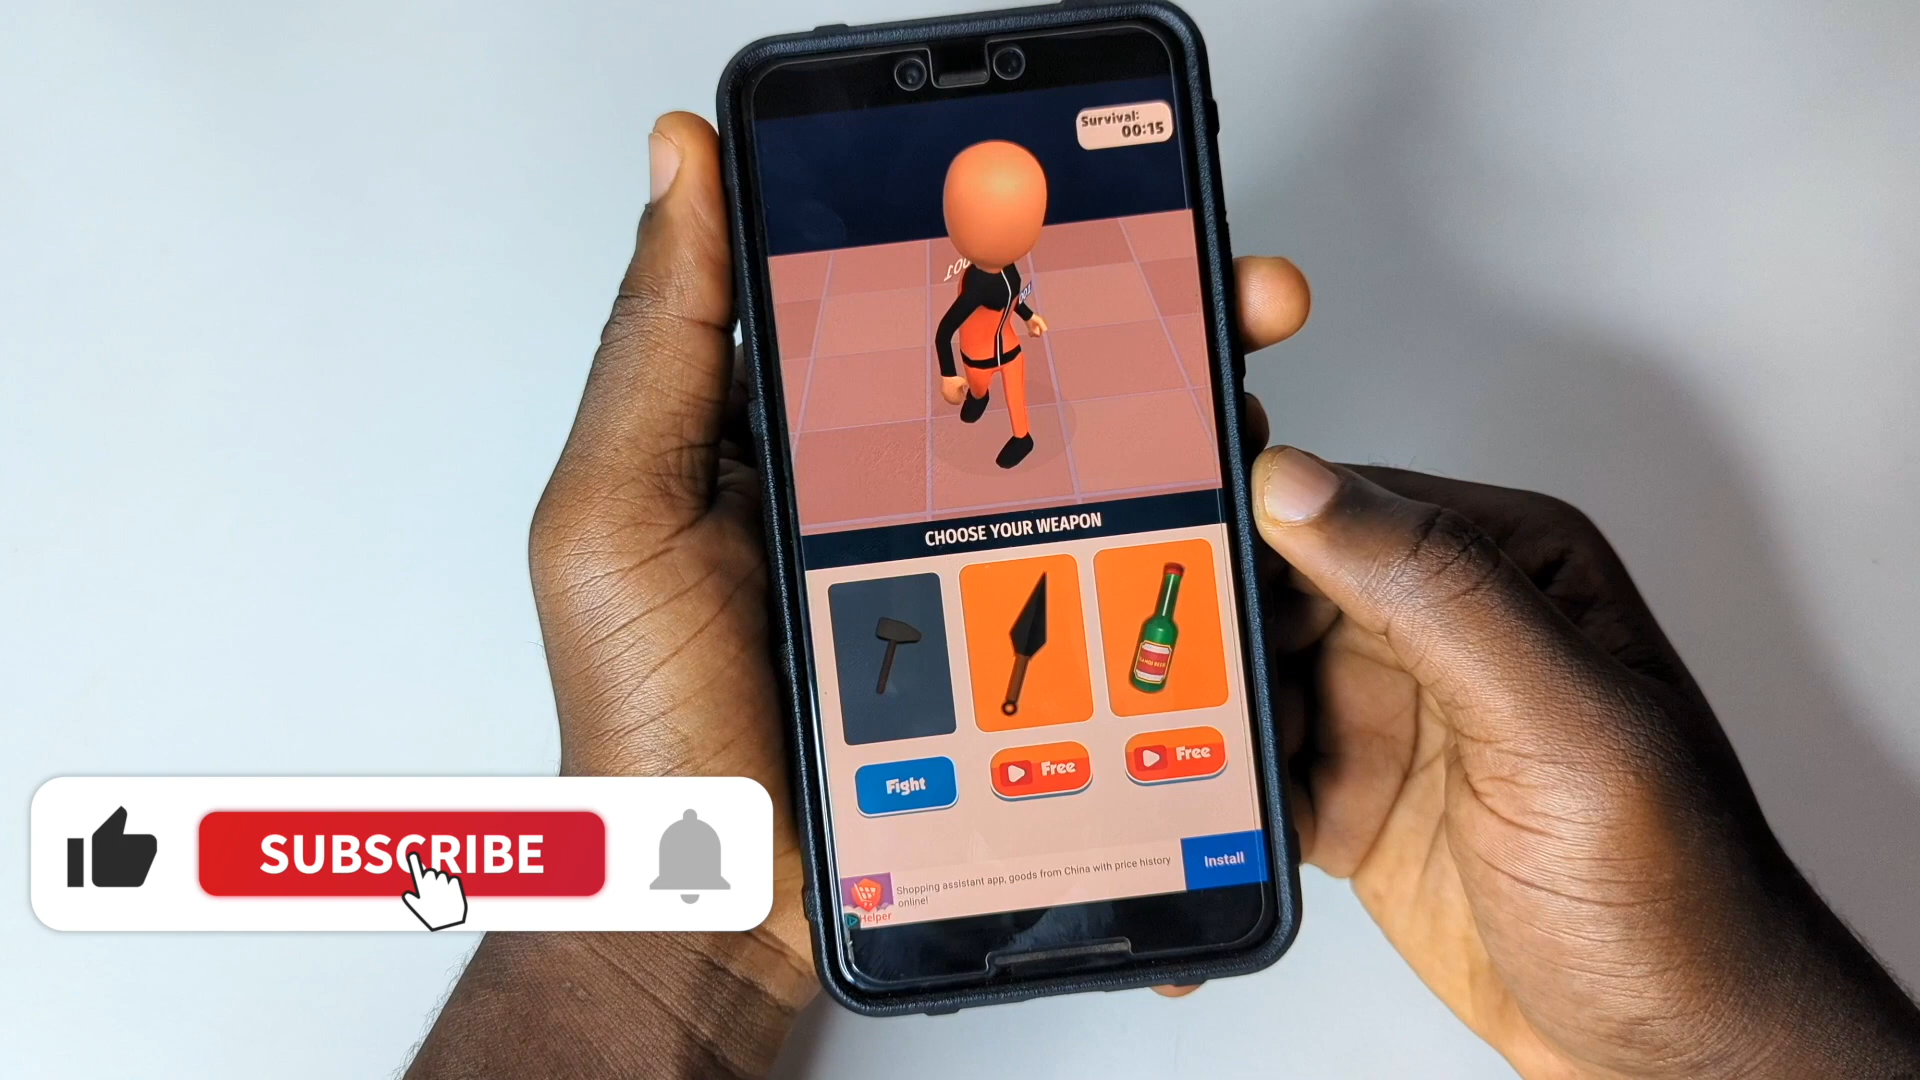 Survival:
00:15
001
CHOOSE YOUR WEAPON
Fight
Free
Free
Shopping assistant app, goods from China with price history
online!
Install
Helper
SUBSCRIBE